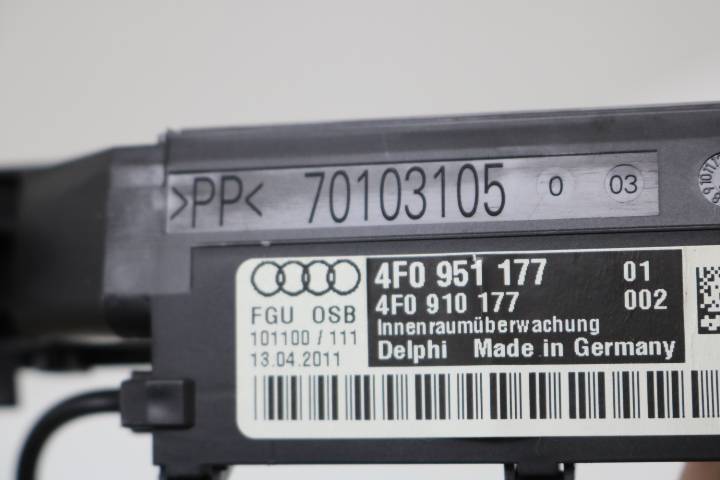 >PP< 70103105 0 03
4F0 951 177 01
4F0 910 177 002
FGU OSB
Innenraumüberwachung
101100 / 111
13.04.2011
Delphi Made in Germany